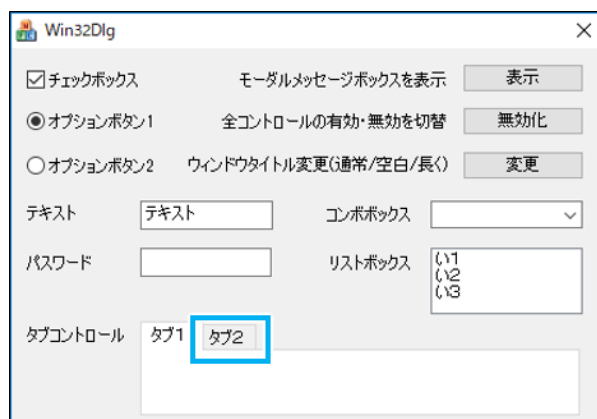 Win32Dlg
チェックボックス モーダルメッセージボックスを表示 表示
オプションボタン1 全コントロールの有効・無効を切替 無効化
オプションボタン2 ウィンドウタイトル変更(通常/空白/長く) 変更
テキスト テキスト コンボボックス
パスワード リストボックス い1
い2
い3
タブコントロール タブ1 タブ2